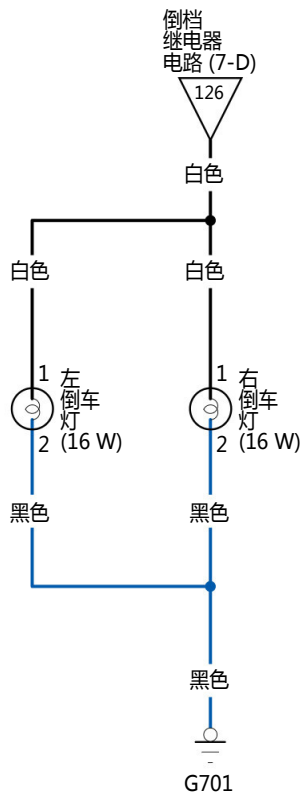 倒档
继电器
电路 (7-D)
126
白色
白色
白色
1
左
倒车
灯
(16 W)
2
1
右
倒车
灯
(16 W)
2
黑色
黑色
黑色
G701